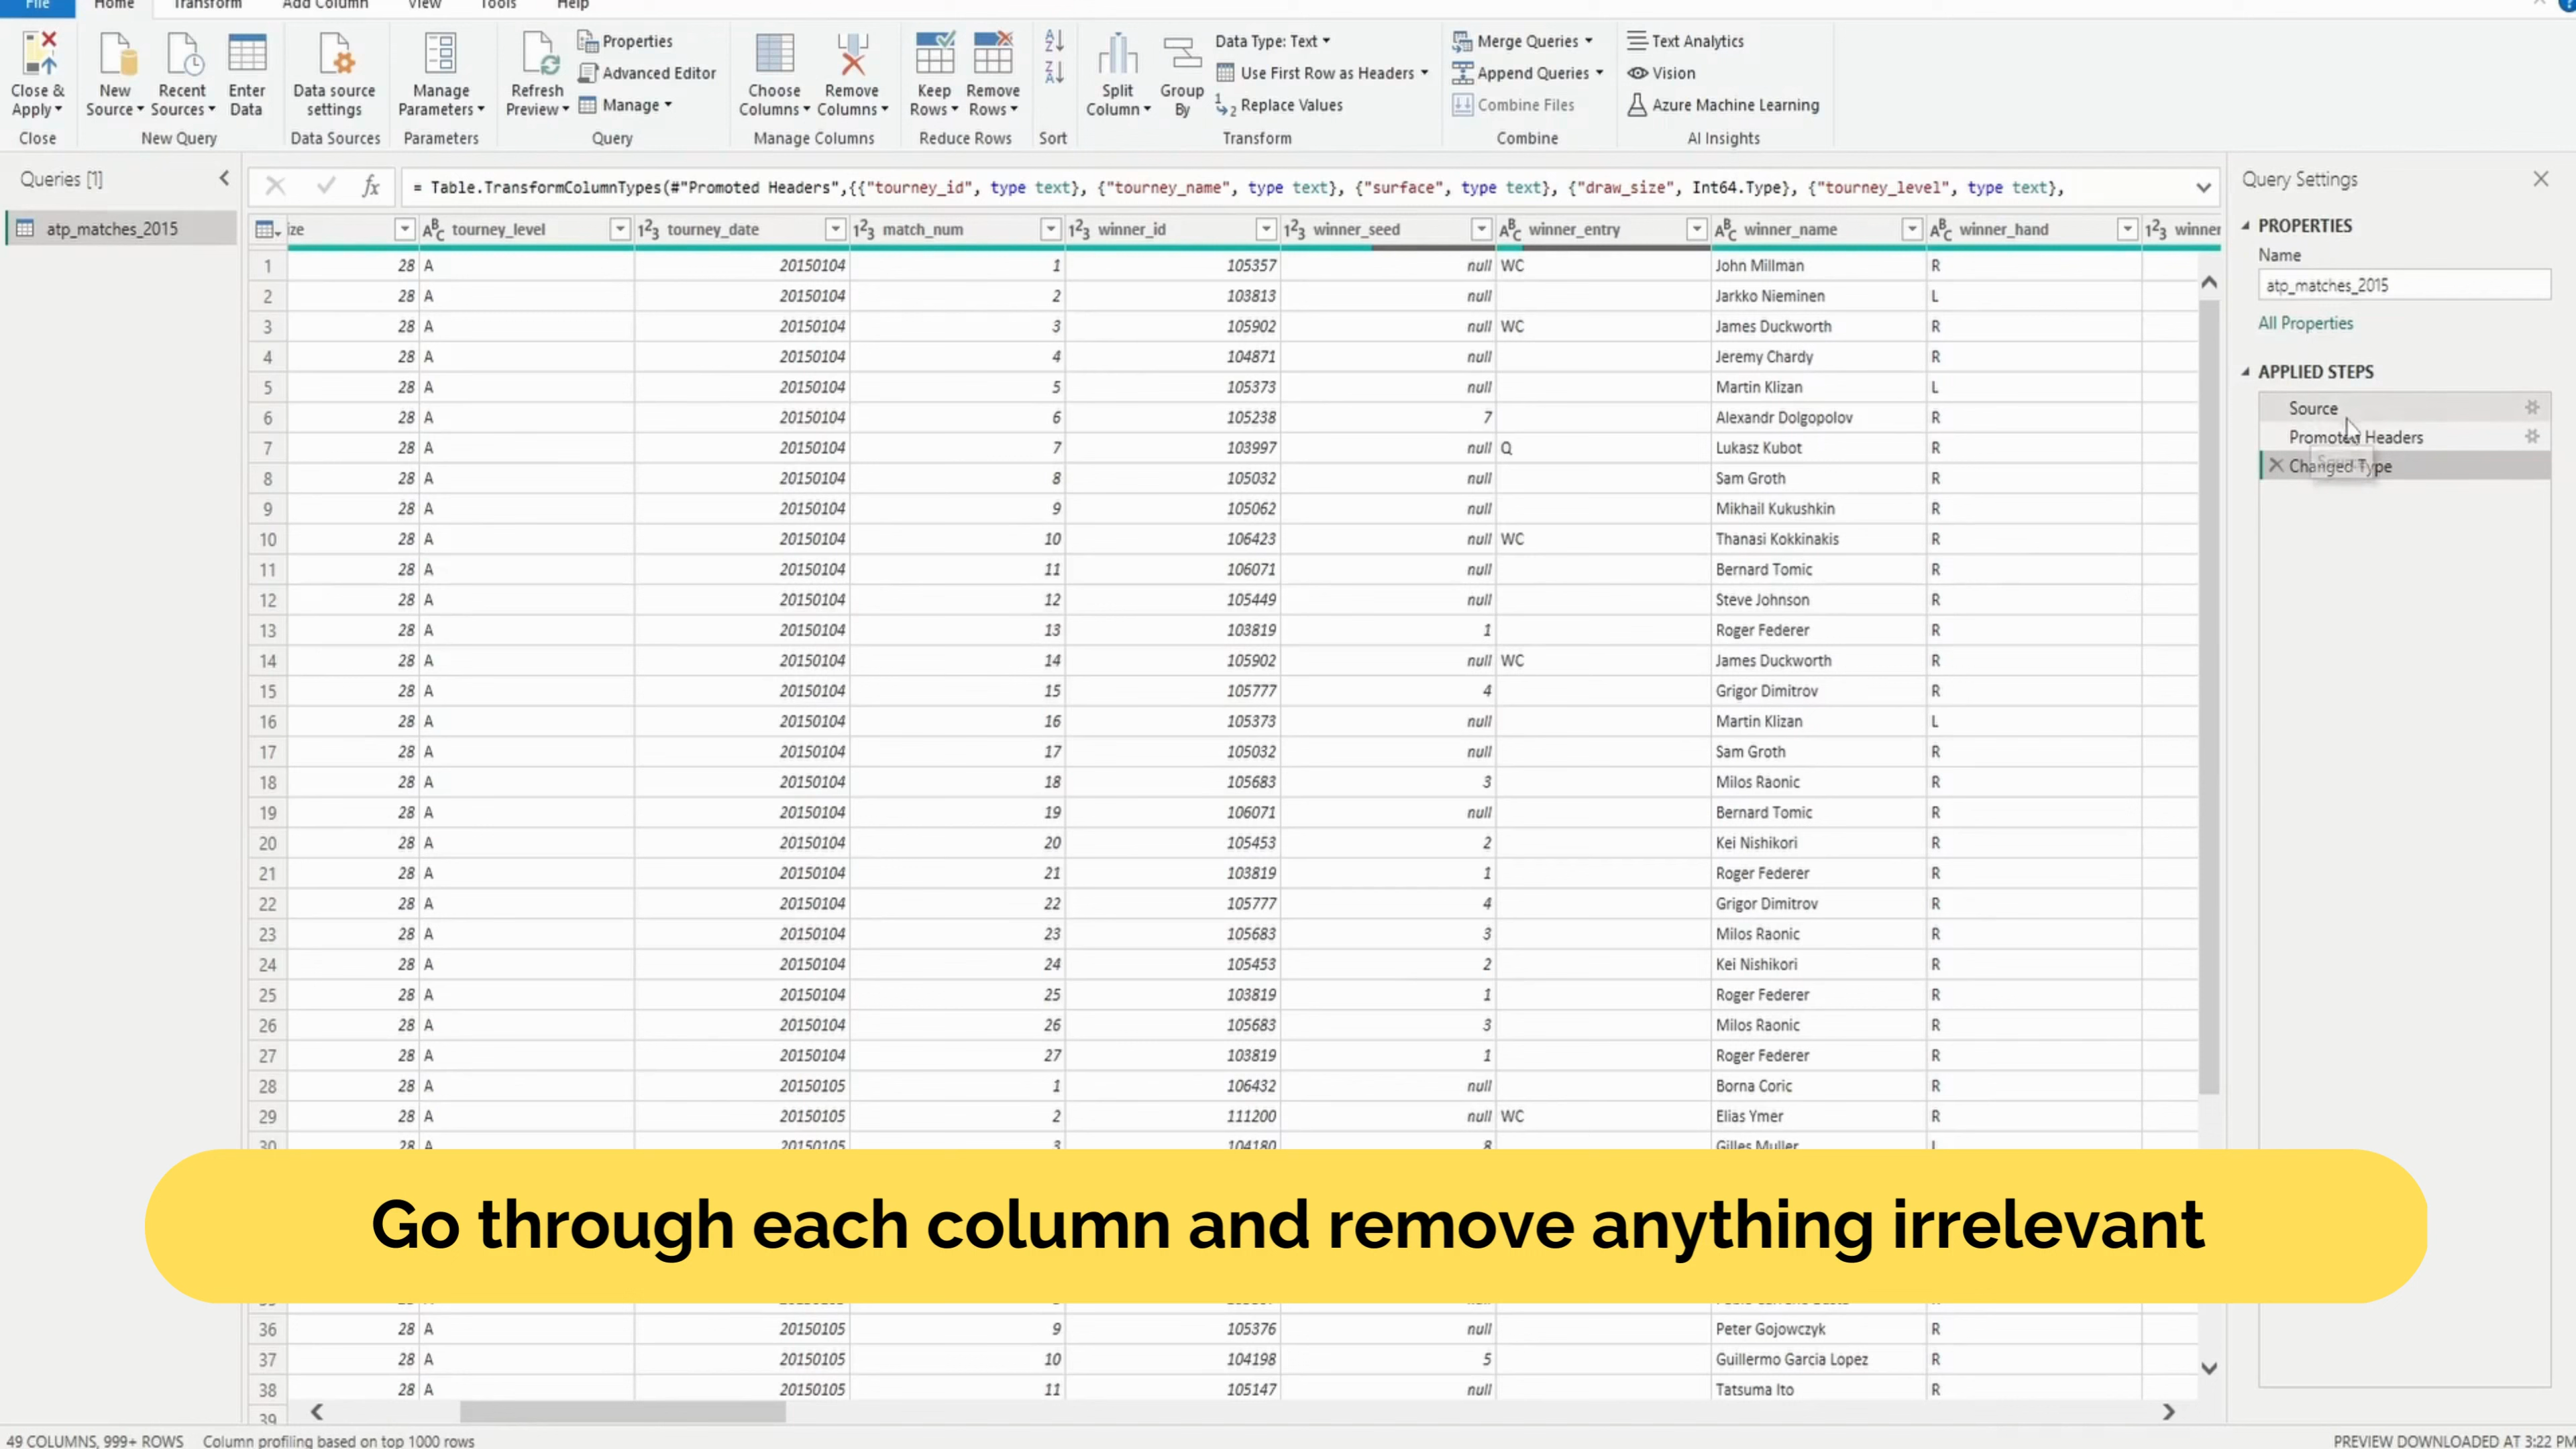 File Home Transform Add Column View Tools Help
Close & Apply New Source Recent Sources Enter Data Data source settings Manage Parameters Refresh Preview Properties Advanced Editor Manage Choose Columns Remove Columns Keep Rows Remove Rows Split Column Group By Data Type: Text Use First Row as Headers Replace Values Merge Queries Append Queries Combine Files Text Analytics Vision Azure Machine Learning
Close New Query Data Sources Parameters Query Manage Columns Reduce Rows Sort Transform Combine AI Insights
Queries [1]
atp_matches_2015
= Table.TransformColumnTypes(#"Promoted Headers",{{"tourney_id", type text}, {"tourney_name", type text}, {"surface", type text}, {"draw_size", Int64.Type}, {"tourney_level", type text},
ize tourney_level tourney_date match_num winner_id winner_seed winner_entry winner_name winner_hand winner
1 28 A 20150104 1 105357 null WC John Millman R
2 28 A 20150104 2 103813 null Jarkko Nieminen L
3 28 A 20150104 3 105902 null WC James Duckworth R
4 28 A 20150104 4 104871 null Jeremy Chardy R
5 28 A 20150104 5 105373 null Martin Klizan L
6 28 A 20150104 6 105238 7 Alexandr Dolgopolov R
7 28 A 20150104 7 103997 null Q Lukasz Kubot R
8 28 A 20150104 8 105032 null Sam Groth R
9 28 A 20150104 9 105062 null Mikhail Kukushkin R
10 28 A 20150104 10 106423 null WC Thanasi Kokkinakis R
11 28 A 20150104 11 106071 null Bernard Tomic R
12 28 A 20150104 12 105449 null Steve Johnson R
13 28 A 20150104 13 103819 1 Roger Federer R
14 28 A 20150104 14 105902 null WC James Duckworth R
15 28 A 20150104 15 105777 4 Grigor Dimitrov R
16 28 A 20150104 16 105373 null Martin Klizan L
17 28 A 20150104 17 105032 null Sam Groth R
18 28 A 20150104 18 105683 3 Milos Raonic R
19 28 A 20150104 19 106071 null Bernard Tomic R
20 28 A 20150104 20 105453 2 Kei Nishikori R
21 28 A 20150104 21 103819 1 Roger Federer R
22 28 A 20150104 22 105777 4 Grigor Dimitrov R
23 28 A 20150104 23 105683 3 Milos Raonic R
24 28 A 20150104 24 105453 2 Kei Nishikori R
25 28 A 20150104 25 103819 1 Roger Federer R
26 28 A 20150104 26 105683 3 Milos Raonic R
27 28 A 20150104 27 103819 1 Roger Federer R
28 28 A 20150105 1 106432 null Borna Coric R
29 28 A 20150105 2 111200 null WC Elias Ymer R
30 28 A 20150105 3 104180 8 Gilles Muller L
Go through each column and remove anything irrelevant
36 28 A 20150105 9 105376 null Peter Gojowczyk R
37 28 A 20150105 10 104198 5 Guillermo Garcia Lopez R
38 28 A 20150105 11 105147 null Tatsuma Ito R
39
Query Settings
PROPERTIES
Name
atp_matches_2015
All Properties
APPLIED STEPS
Source
Promoted Headers
Changed Type
49 COLUMNS, 999+ ROWS Column profiling based on top 1000 rows
PREVIEW DOWNLOADED AT 3:22 PM